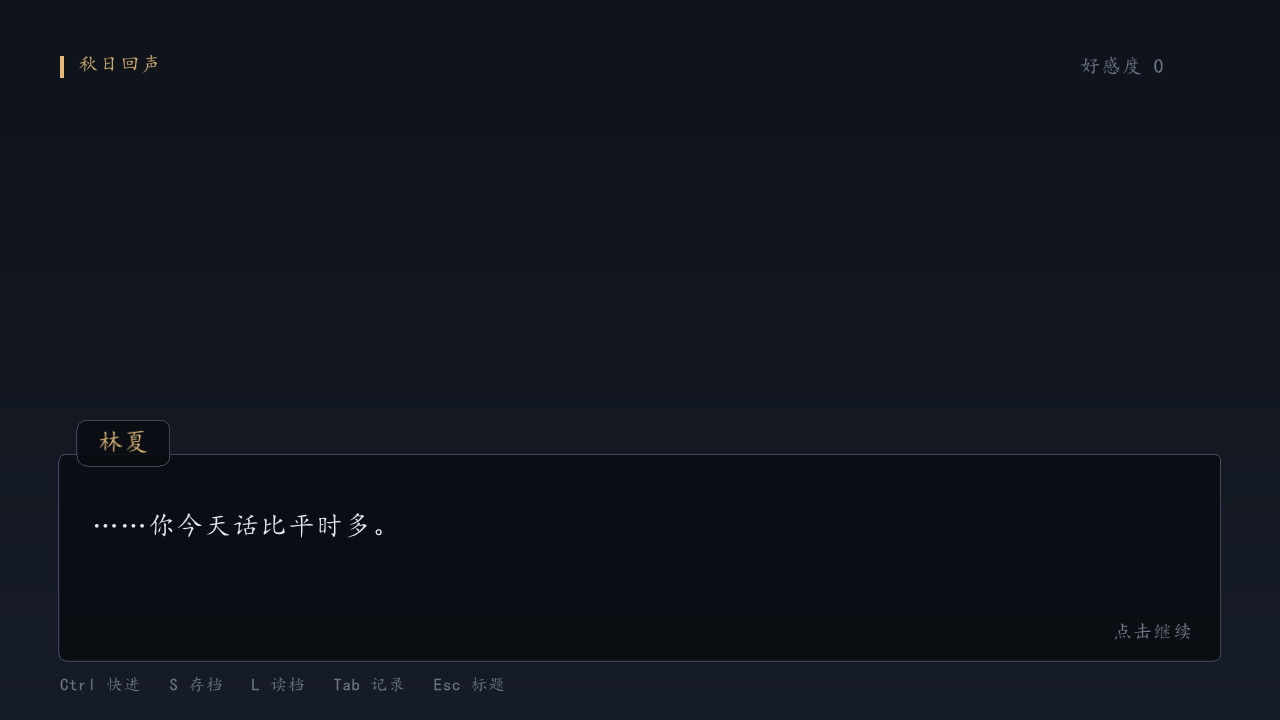 秋日回声
好感度 0
林夏
……你今天话比平时多。
点击继续
Ctrl 快进 S 存档 L 读档 Tab 记录 Esc 标题